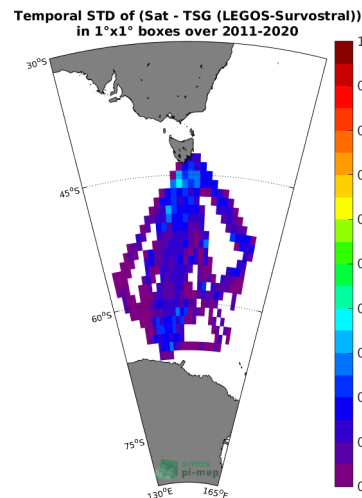 Temporal STD of (Sat - TSG (LEGOS-Survostral))
in 1°x1° boxes over 2011-2020
30°S
45°S
60°S
75°S
pi-mep
130°E
165°E